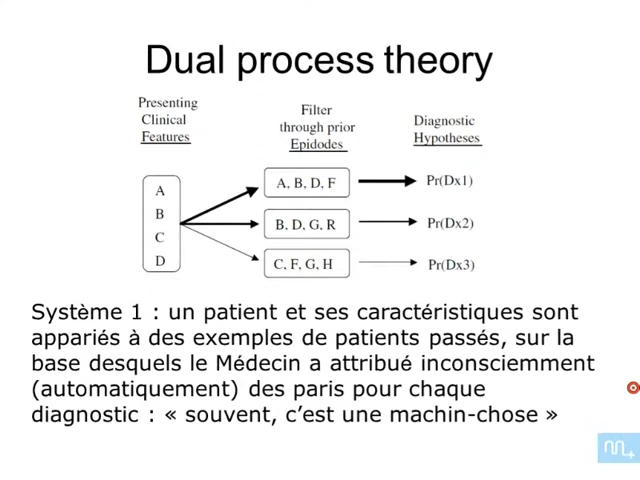 Dual process theory
Presenting
Clinical
Features
Filter
through prior
Epidodes
Diagnostic
Hypotheses
A
B
C
D
A, B, D, F
B, D, G, R
C, F, G, H
Pr(Dx1)
Pr(Dx2)
Pr(Dx3)
Système 1 : un patient et ses caractéristiques sont
appariés à des exemples de patients passés, sur la
base desquels le Médecin a attribué inconsciemment
(automatiquement) des paris pour chaque
diagnostic : « souvent, c’est une machin-chose »